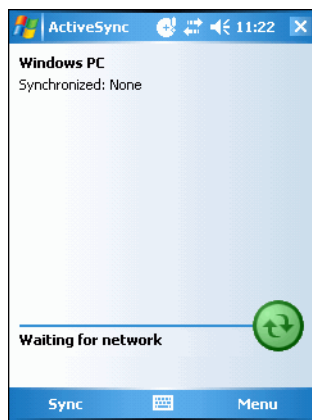 ActiveSync 11:22
Windows PC
Synchronized: None
Waiting for network
Sync Menu